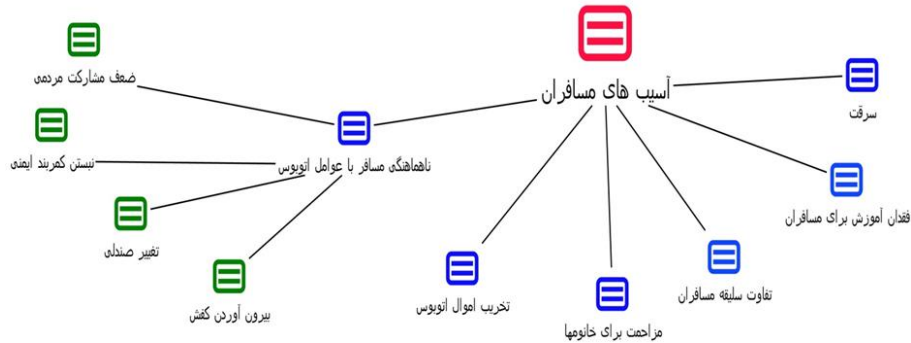 آسیب های مسافران
سرقت
فقدان آموزش برای مسافران
تفاوت سلیقه مسافران
مزاحمت برای خانومها
تخریب اموال اتوبوس
ناهماهنگی مسافر با عوامل اتوبوس
ضعف مشارکت مردمی
نبستن کمربند ایمنی
تغییر صندلی
بیرون آوردن کفش